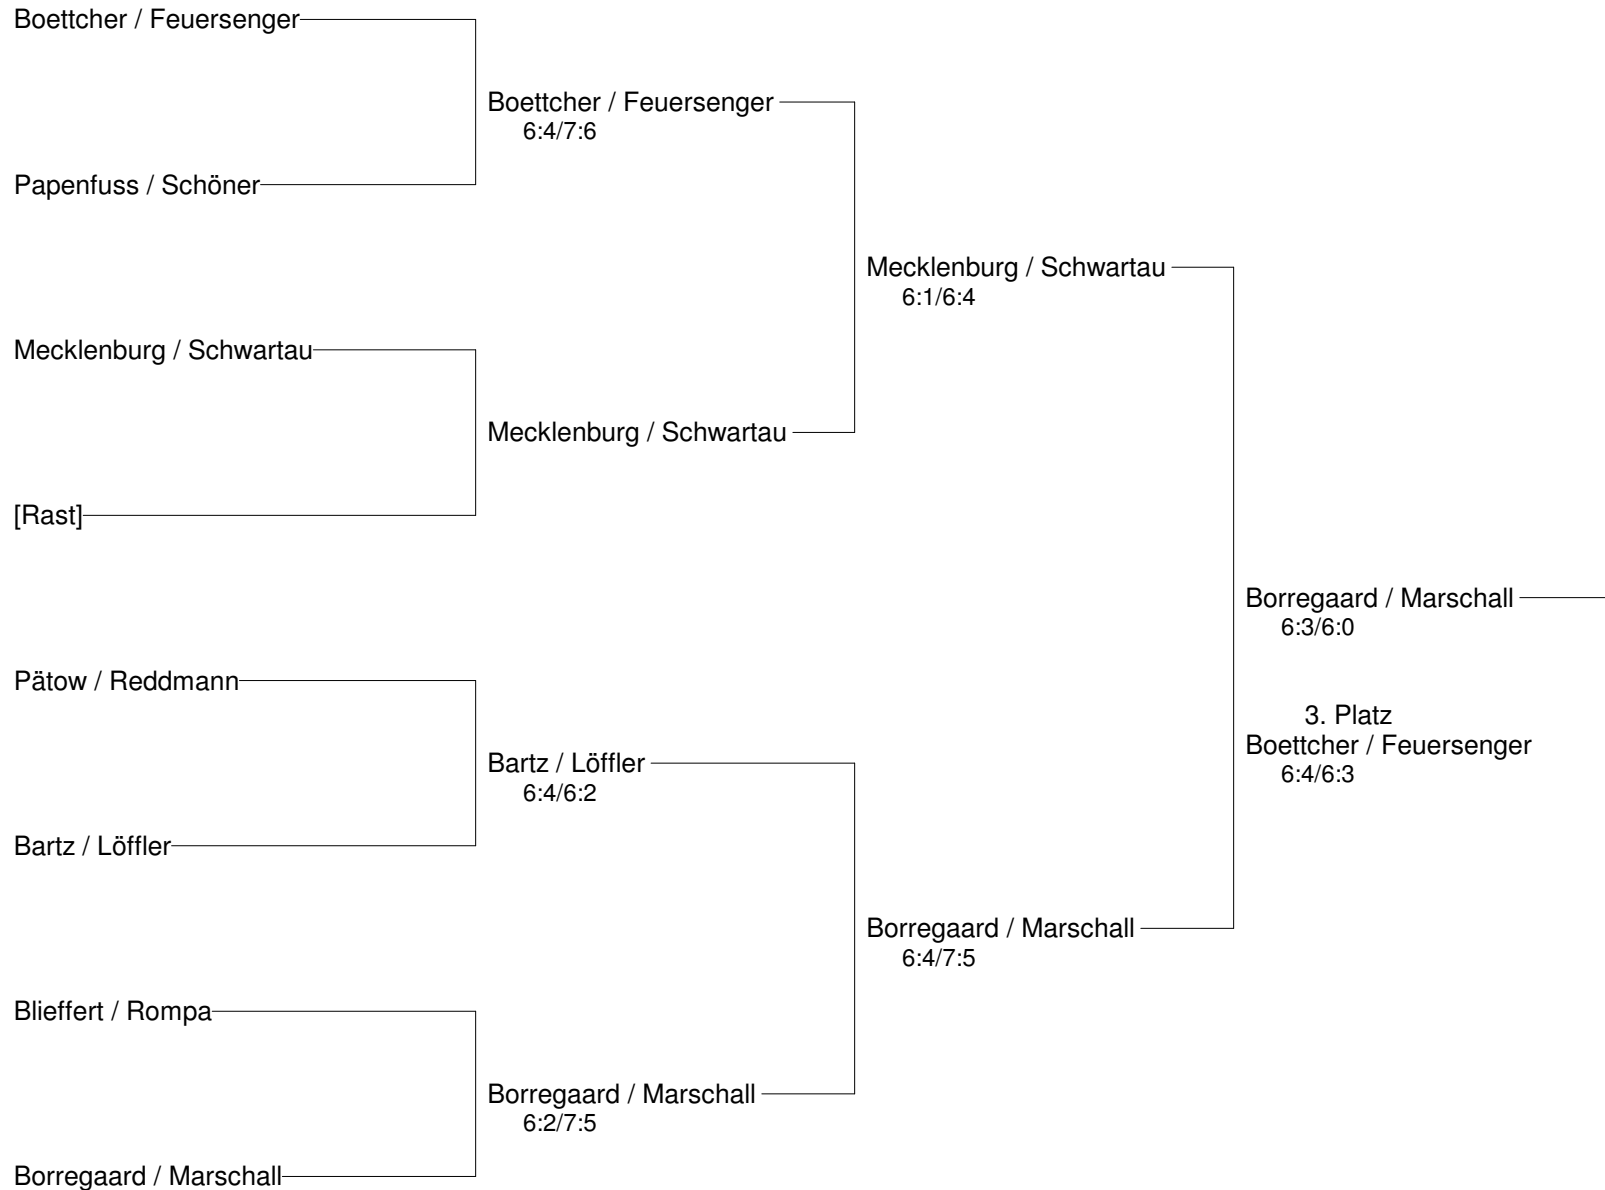 Boettcher / Feuersenger
Boettcher / Feuersenger
6:4/7:6
Papenfuss / Schöner
Mecklenburg / Schwartau
6:1/6:4
Mecklenburg / Schwartau
Mecklenburg / Schwartau
[Rast]
Borregaard / Marschall
6:3/6:0
Pätow / Reddmann
3. Platz
Boettcher / Feuersenger
6:4/6:3
Bartz / Löffler
6:4/6:2
Bartz / Löffler
Borregaard / Marschall
6:4/7:5
Blieffert / Rompa
Borregaard / Marschall
6:2/7:5
Borregaard / Marschall